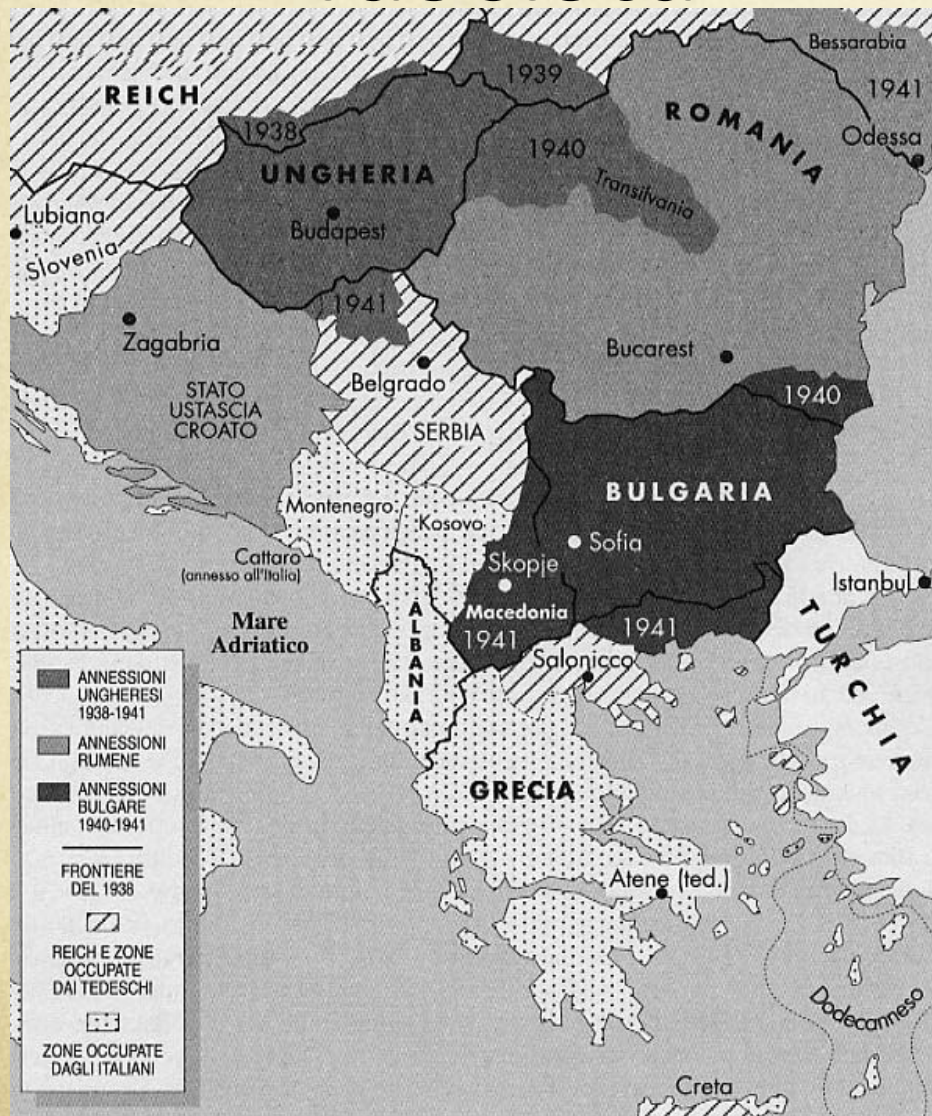 Bessarabia
1939
1941
REICH
ROMANIA
1938
Odessa
1940
UNGHERIA
Transilvania
Lubiana
Budapest
Slovenia
1941
Zagabria
Bucarest
Belgrado
STATO
USTASCIA
CROATO
1940
SERBIA
BULGARIA
Montenegro
Kosovo
Sofia
Cattaro
(annesso all'Italia)
Skopje
Istanbul
Macedonia
ALBANIA
Mare
Adriatico
1941
1941
TURCHIA
Salonicco
GRECIA
Atene (ted.)
Dodecanneso
Creta
ANNESSIONI
UNGHERESI
1938-1941
ANNESSIONI
RUMENE
ANNESSIONI
BULGARE
1940-1941
FRONTIERE
DEL 1938
REICH E ZONE
OCCUPATE
DAI TEDESCHI
ZONE OCCUPATE
DAGLI ITALIANI